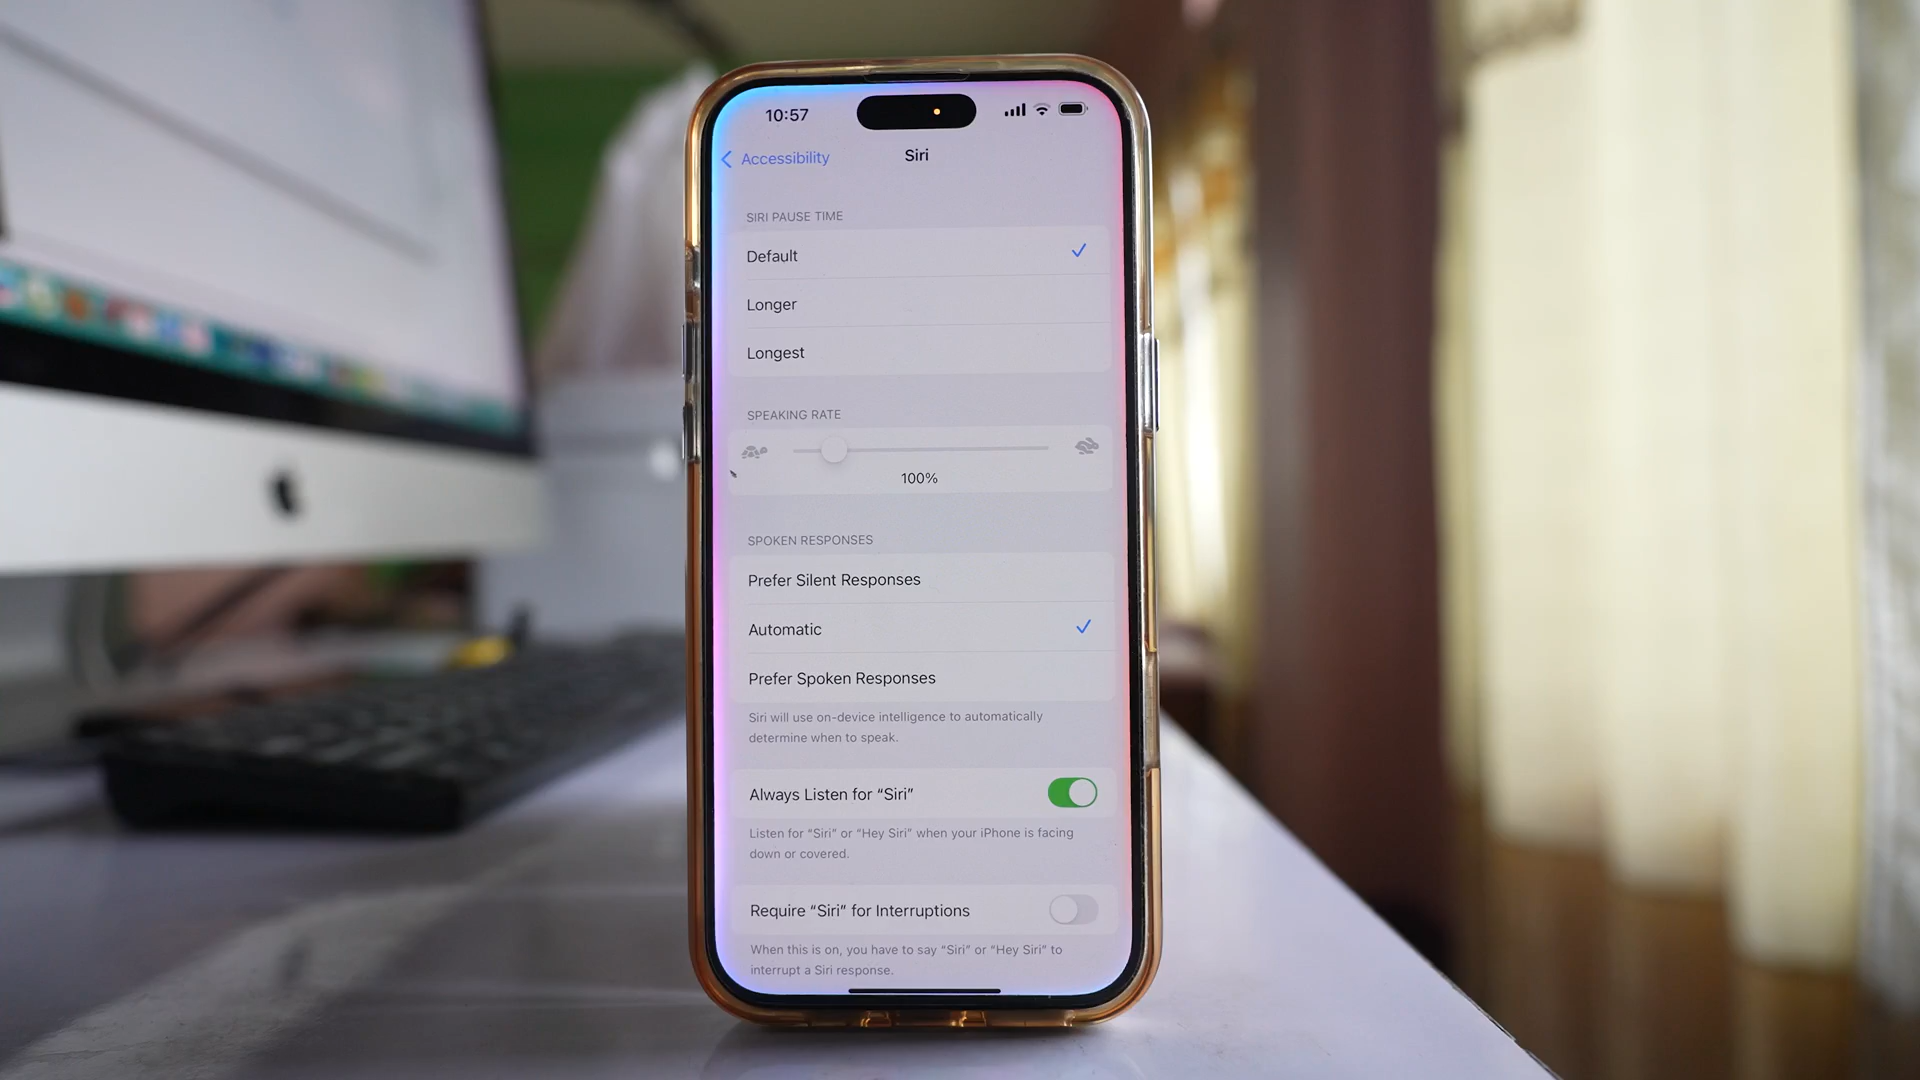 10:57
Accessibility
Siri
SIRI PAUSE TIME
Default
Longer
Longest
SPEAKING RATE
100%
SPOKEN RESPONSES
Prefer Silent Responses
Automatic
Prefer Spoken Responses
Siri will use on-device intelligence to automatically
determine when to speak.
Always Listen for “Siri”
Listen for “Siri” or “Hey Siri” when your iPhone is facing
down or covered.
Require “Siri” for Interruptions
When this is on, you have to say “Siri” or “Hey Siri” to
interrupt a Siri response.